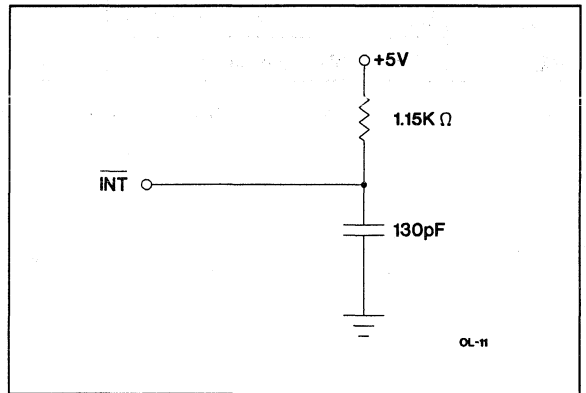 +5V
1.15K Ω
INT
130pF
OL-11